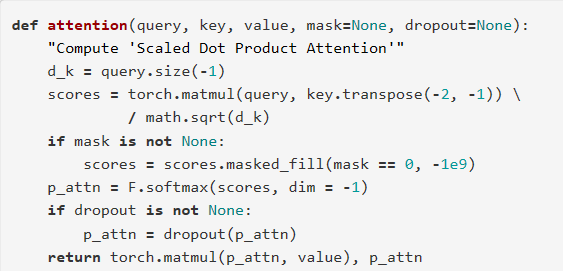 def attention(query, key, value, mask=None, dropout=None):
    "Compute 'Scaled Dot Product Attention'"
    d_k = query.size(-1)
    scores = torch.matmul(query, key.transpose(-2, -1)) \
             / math.sqrt(d_k)
    if mask is not None:
        scores = scores.masked_fill(mask == 0, -1e9)
    p_attn = F.softmax(scores, dim = -1)
    if dropout is not None:
        p_attn = dropout(p_attn)
    return torch.matmul(p_attn, value), p_attn